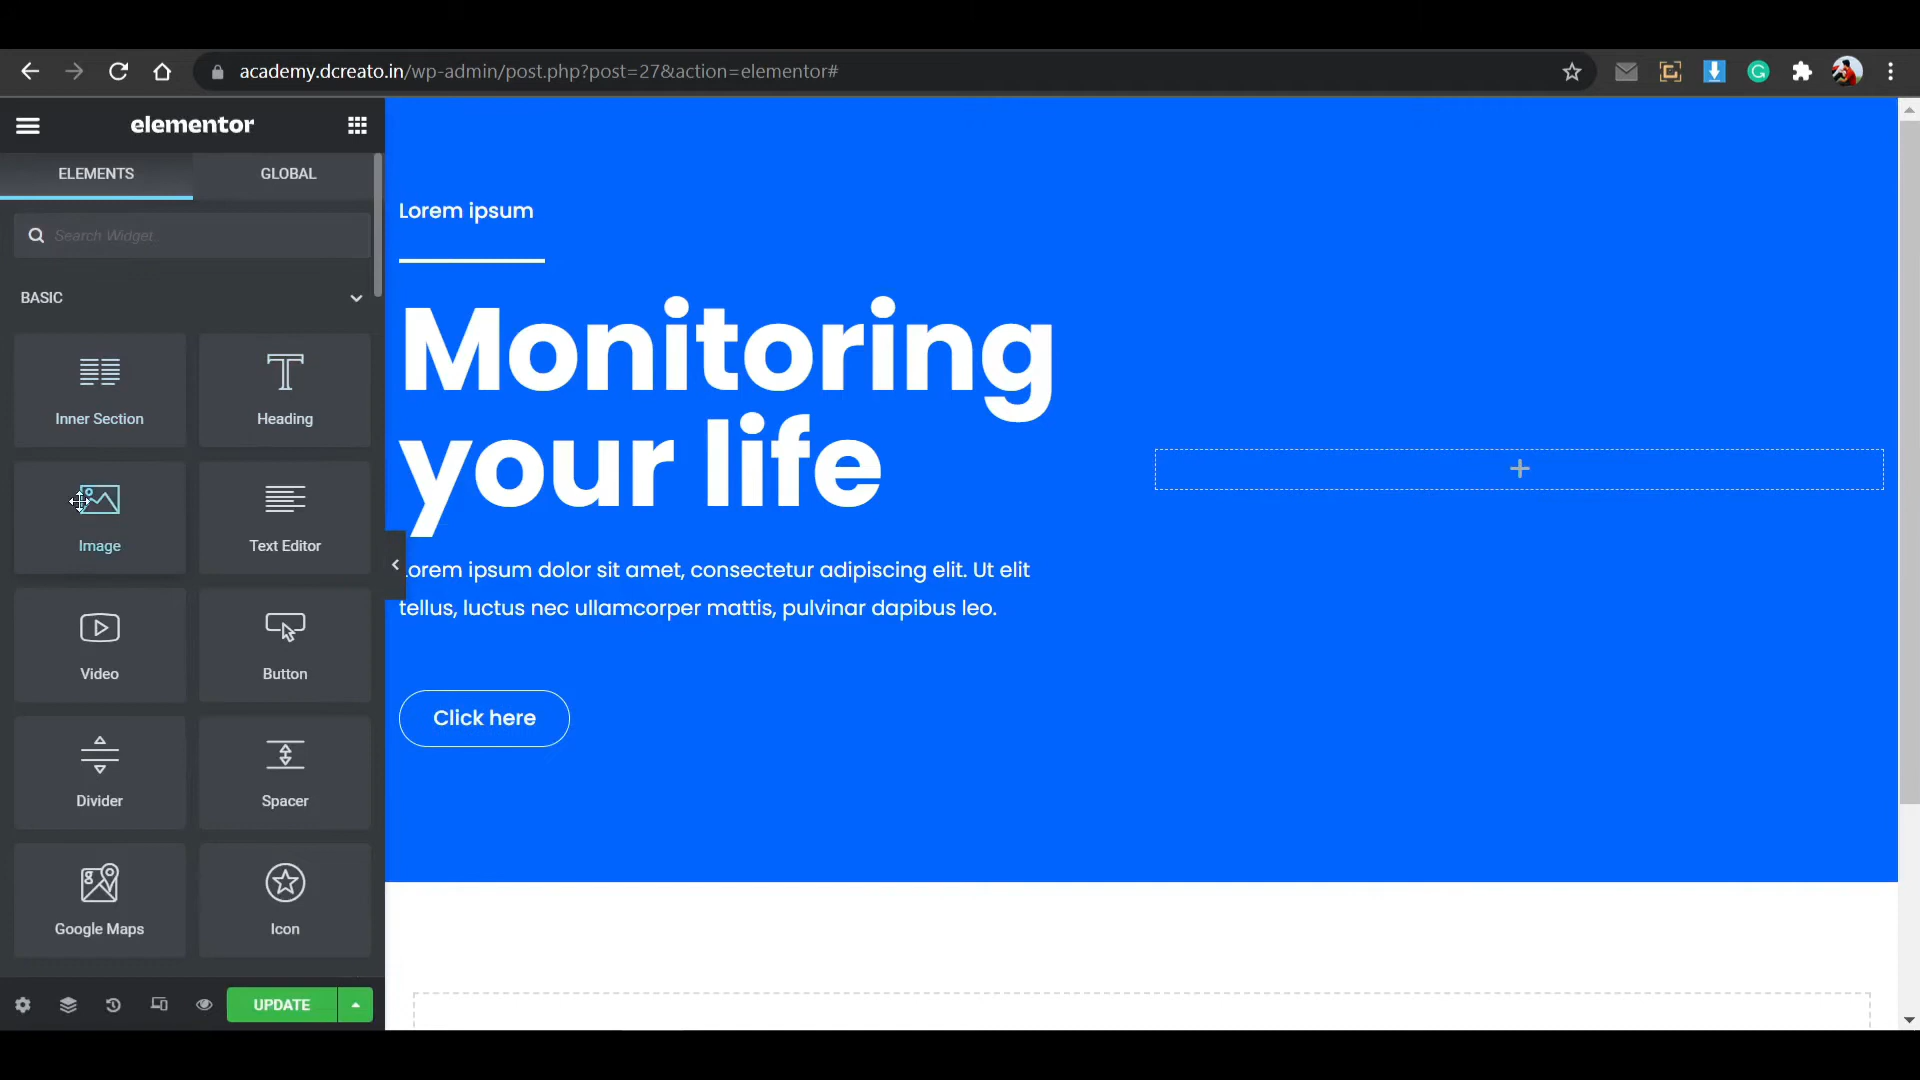 academy.dcreato.in/wp-admin/post.php?post=27&action=elementor#
elementor
ELEMENTS
GLOBAL
Search Widget
BASIC
Inner Section
Heading
Image
Text Editor
Video
Button
Divider
Spacer
Google Maps
Icon
UPDATE
Lorem ipsum
Monitoring
your life
Lorem ipsum dolor sit amet, consectetur adipiscing elit. Ut elit
tellus, luctus nec ullamcorper mattis, pulvinar dapibus leo.
Click here